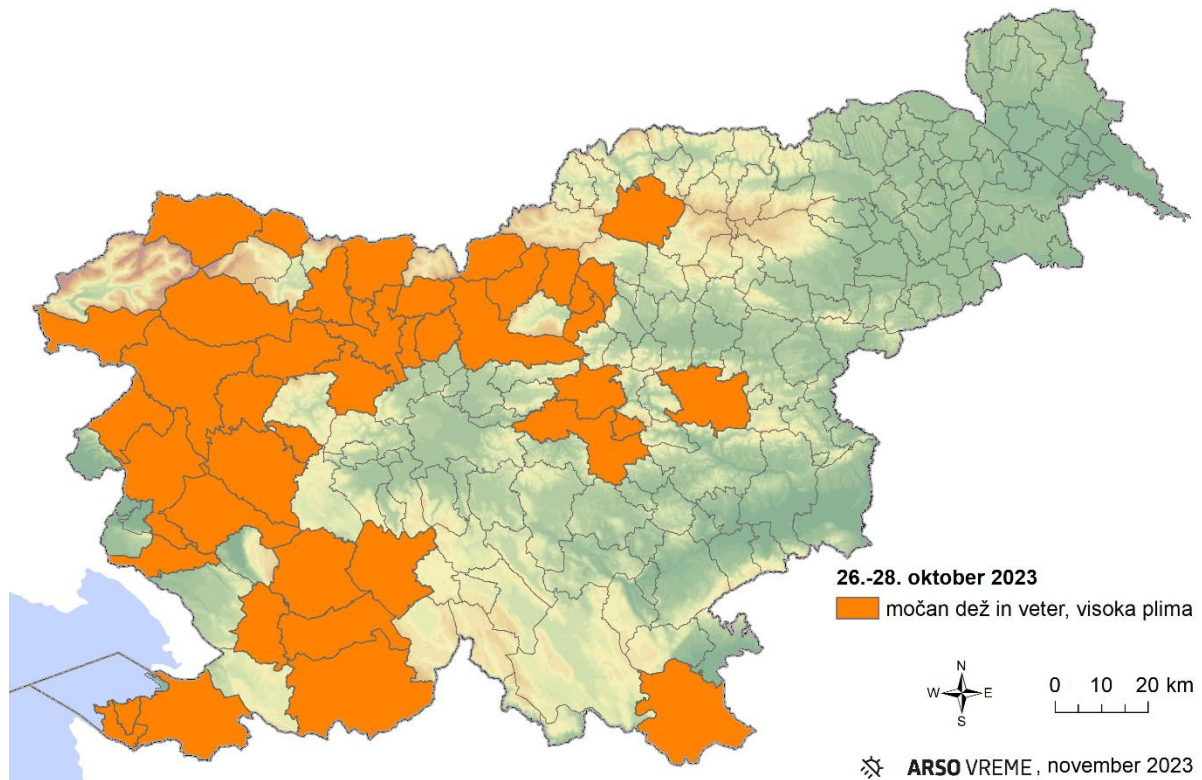 26.-28. oktober 2023
močan dež in veter, visoka plima
N
W E
S
0 10 20 km
ARSO VREME, november 2023